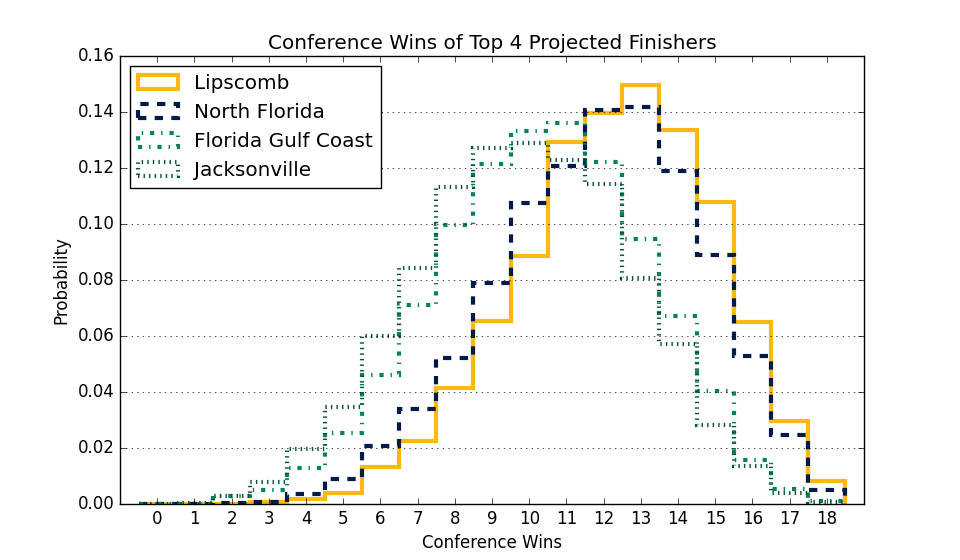 Conference Wins of Top 4 Projected Finishers
0.16
0.14
0.12
0.10
0.08
0.06
0.04
0.02
0.00
Probability
Lipscomb
North Florida
Florida Gulf Coast
Jacksonville
0 1 2 3 4 5 6 7 8 9 10 11 12 13 14 15 16 17 18
Conference Wins